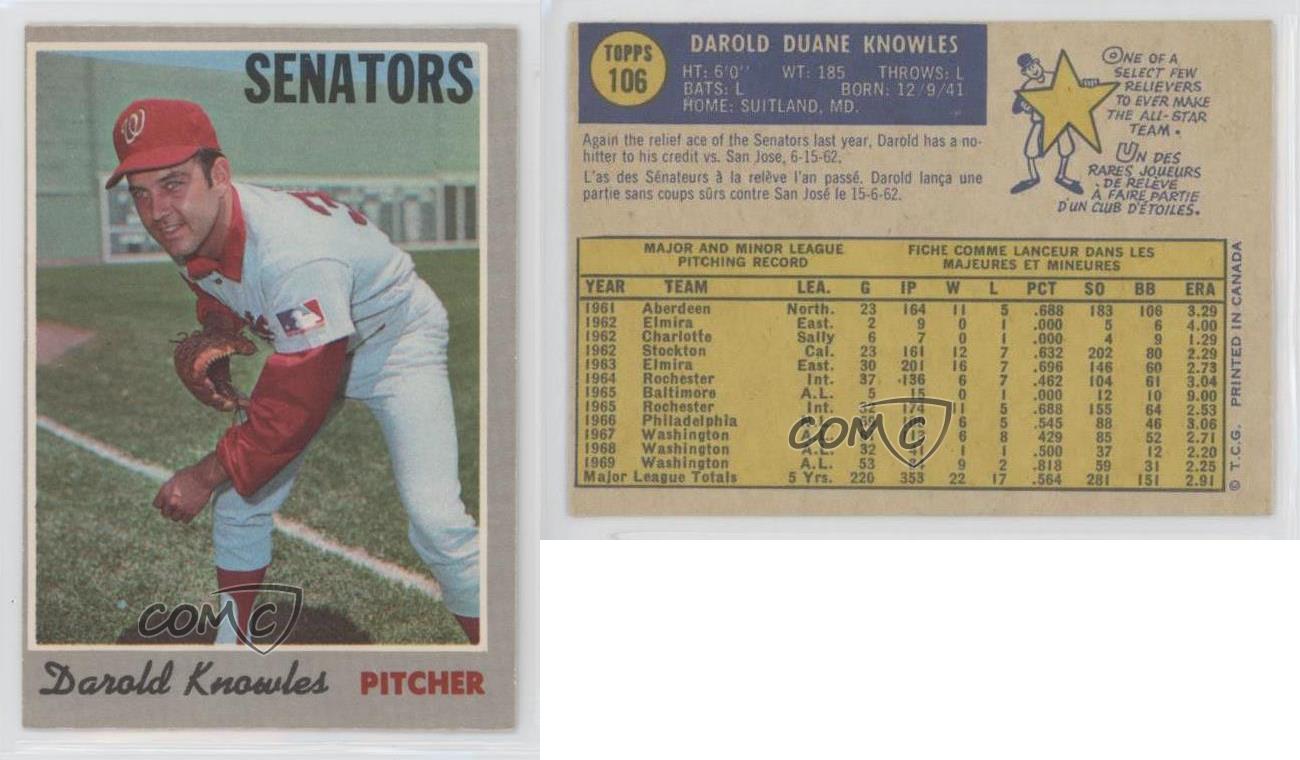 SENATORS
W
COMC
Darold Knowles PITCHER
TOPPS
106
DAROLD DUANE KNOWLES
HT: 6'0'' WT: 185 THROWS: L
BATS: L BORN: 12/9/41
HOME: SUITLAND, MD.
Again the relief ace of the Senators last year, Darold has a no-
hitter to his credit vs. San Jose, 6-15-62.
L'as des Sénateurs à la relève l'an passé. Darold lança une
partie sans coups sûrs contre San José le 15-6-62.
ONE OF A
SELECT FEW
RELIEVERS
TO EVER MAKE
THE ALL-STAR
TEAM.
UN DES
RARES JOUEURS
DE RELÈVE
À FAIRE PARTIE
D'UN CLUB D'ÉTOILES.
MAJOR AND MINOR LEAGUE FICHE COMME LANCEUR DANS LES
PITCHING RECORD MAJEURES ET MINEURES
YEAR TEAM LEA. G IP W L PCT SO BB ERA
1961 Aberdeen North. 23 164 11 5 .688 183 106 3.29
1962 Elmira East. 2 9 0 1 .000 5 6 4.00
1962 Charlotte Sally 6 7 0 1 .000 4 9 1.29
1962 Stockton Cal. 23 161 12 7 .632 202 80 2.29
1963 Elmira East. 30 201 16 7 .696 146 60 2.73
1964 Rochester Int. 37 136 6 7 .462 104 61 3.04
1965 Baltimore A.L. 5 15 0 1 .000 12 10 9.00
1965 Rochester Int. 32 174 11 5 .688 155 64 2.53
1966 Philadelphia 6 5 .545 88 46 3.06
1967 Washington A.L. 6 8 429 85 52 2.71
1968 Washington A.L. 32 41 1 1 .500 37 12 2.20
1969 Washington A.L. 53 9 2 .818 59 31 2.25
Major League Totals 5 Yrs. 220 353 22 17 .564 281 151 2.91
COMC
© T.C.G. PRINTED IN CANADA